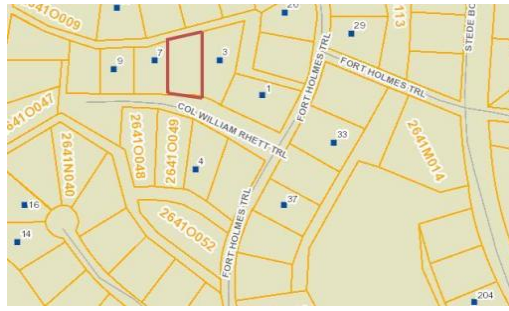 2641O009
20
29
113
STEDE BO
9
7
3
1
FORT HOLMES TRL
FORT HOLMES TRL
2641O047
COL WILLIAM RHETT TRL
2641N040
2641O048
2641O049
4
33
2641M014
16
37
2641O052
14
FORT HOLMES TRL
204